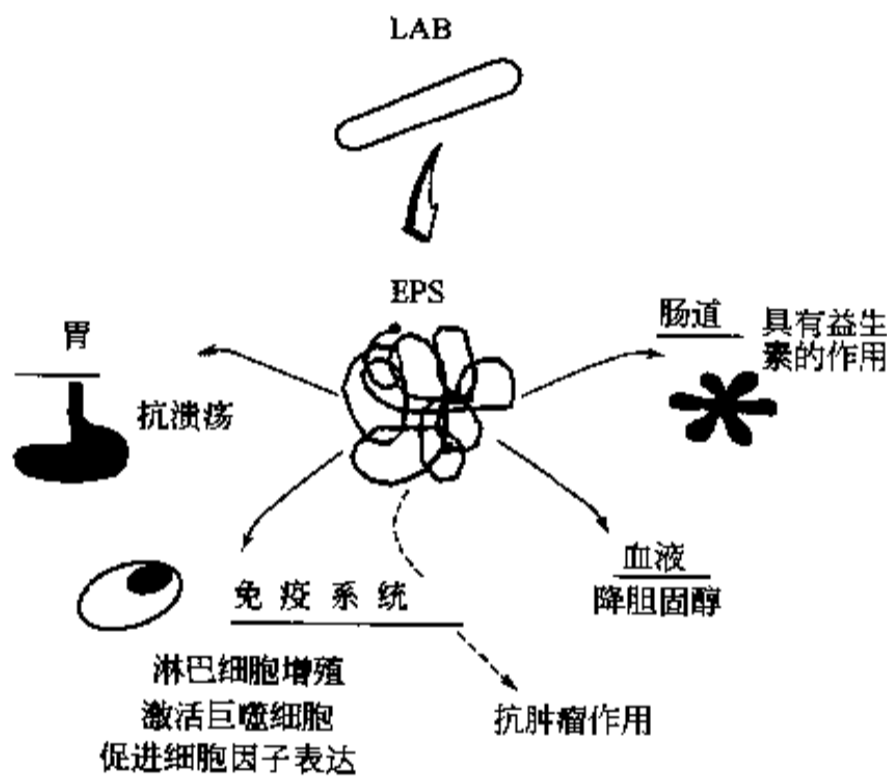 LAB
EPS
胃
抗溃疡
肠道
具有益生
素的作用
血液
降胆固醇
免疫系统
淋巴细胞增殖
激活巨噬细胞
促进细胞因子表达
抗肿瘤作用